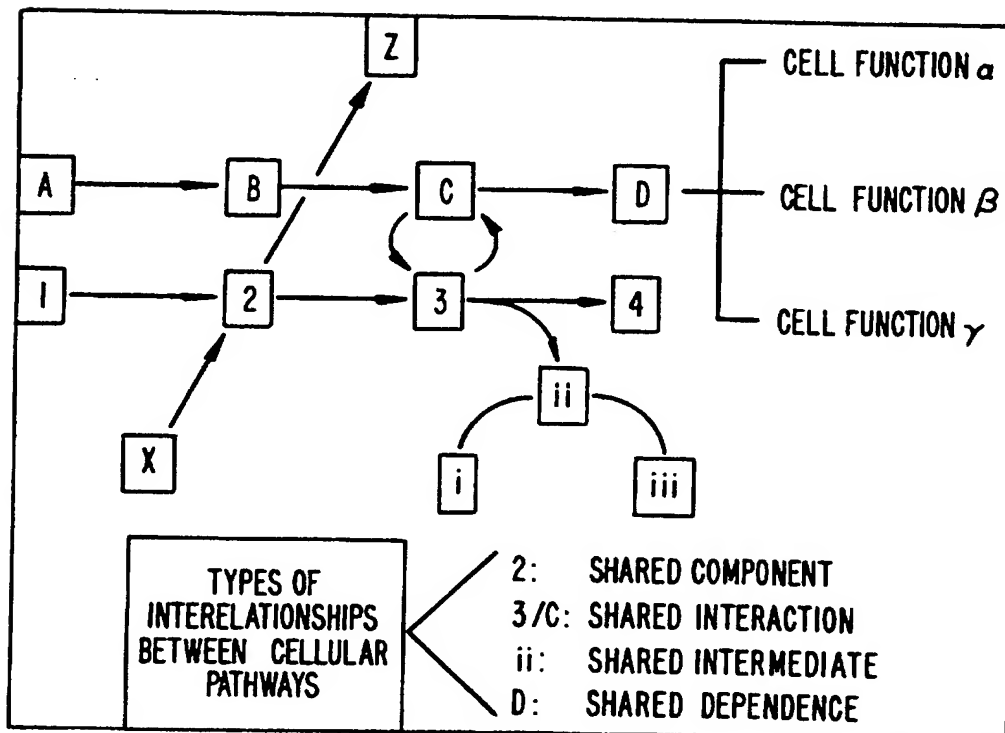 Z
CELL FUNCTION α
A
B
C
D
CELL FUNCTION β
1
2
3
4
CELL FUNCTION γ
ii
X
i
iii
TYPES OF
INTERELATIONSHIPS
BETWEEN CELLULAR
PATHWAYS
2: SHARED COMPONENT
3/C: SHARED INTERACTION
ii: SHARED INTERMEDIATE
D: SHARED DEPENDENCE